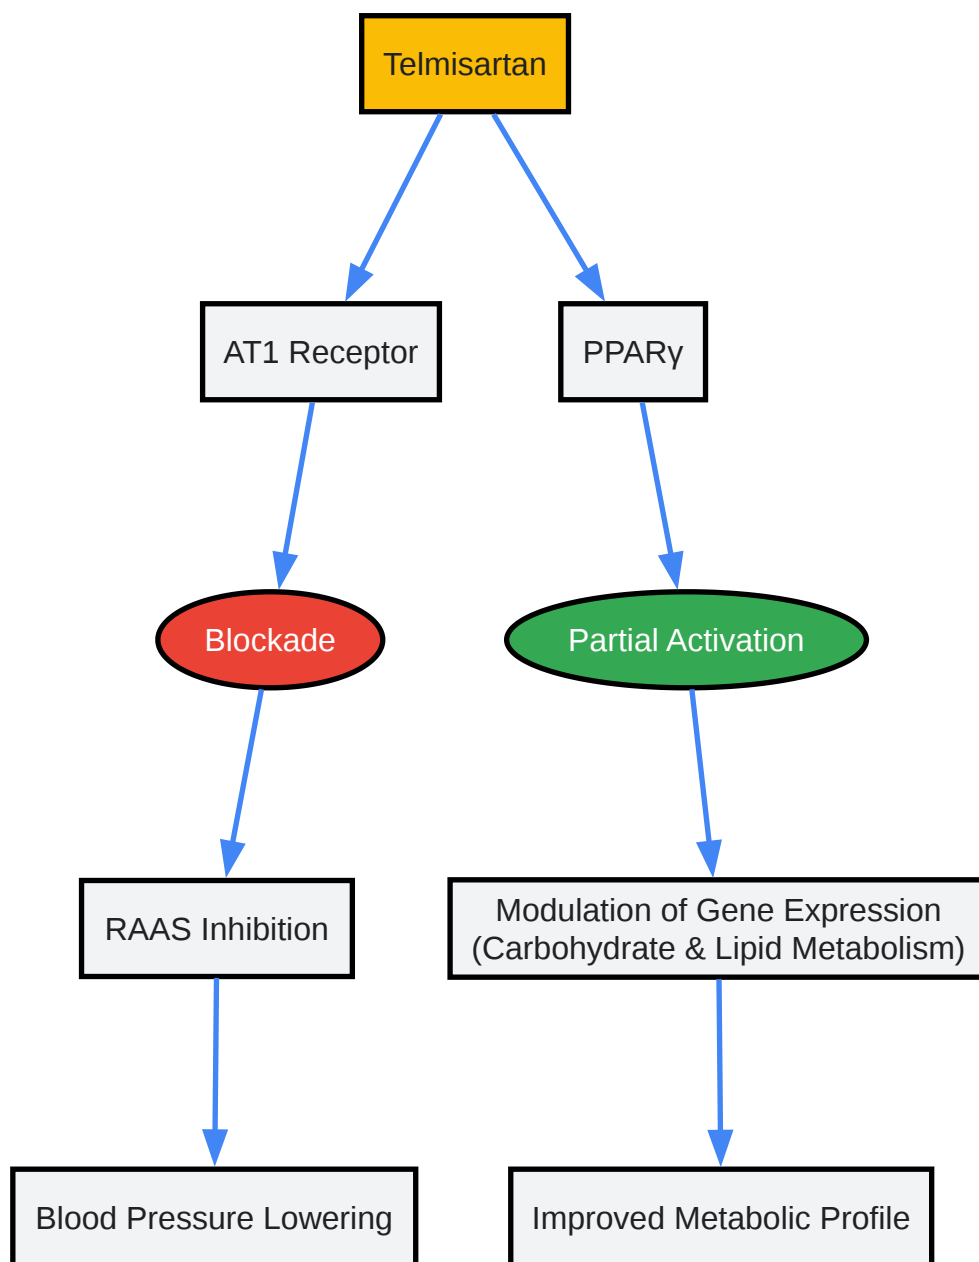 Telmisartan
AT1 Receptor
PPARγ
Blockade
Partial Activation
RAAS Inhibition
Modulation of Gene Expression
(Carbohydrate & Lipid Metabolism)
Blood Pressure Lowering
Improved Metabolic Profile